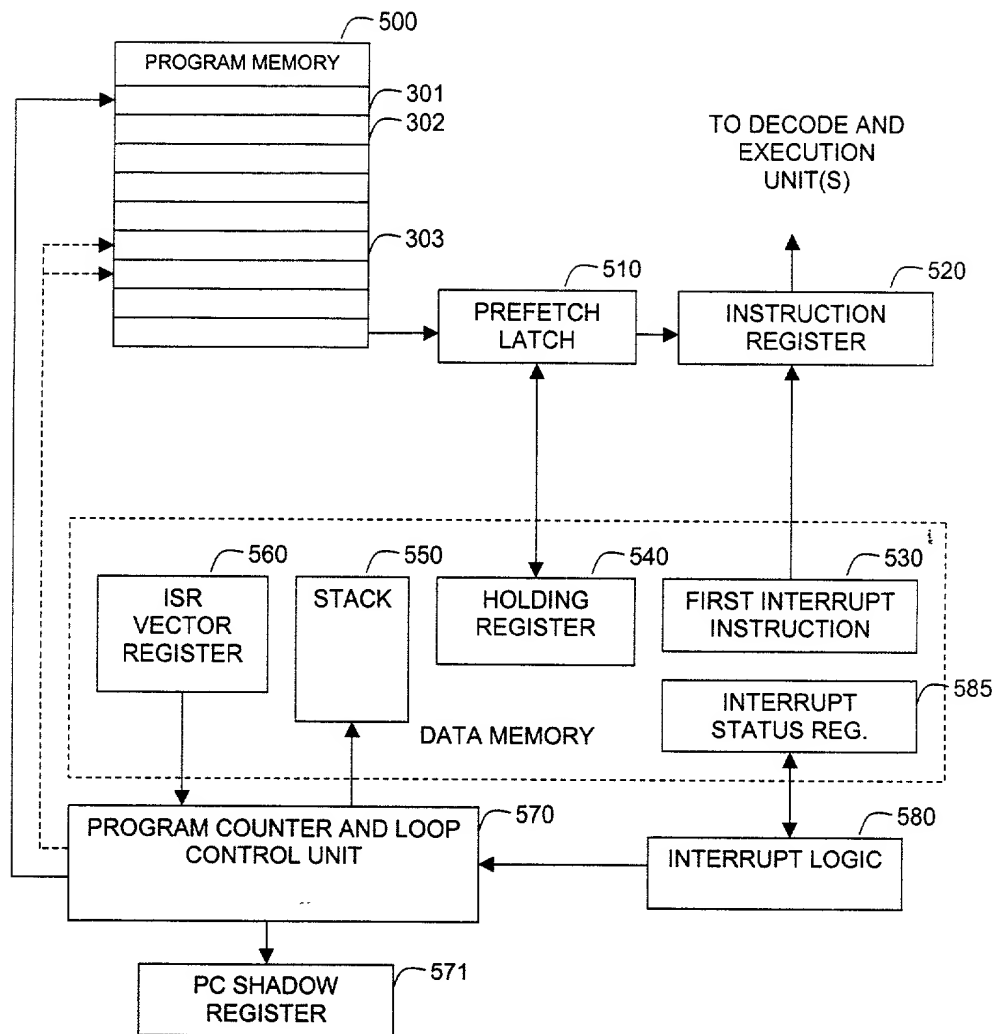 500
PROGRAM MEMORY
301
302
303
TO DECODE AND
EXECUTION
UNIT(S)
510
PREFETCH
LATCH
520
INSTRUCTION
REGISTER
560
ISR
VECTOR
REGISTER
550
STACK
540
HOLDING
REGISTER
530
FIRST INTERRUPT
INSTRUCTION
585
INTERRUPT
STATUS REG.
DATA MEMORY
570
PROGRAM COUNTER AND LOOP
CONTROL UNIT
580
INTERRUPT LOGIC
571
PC SHADOW
REGISTER